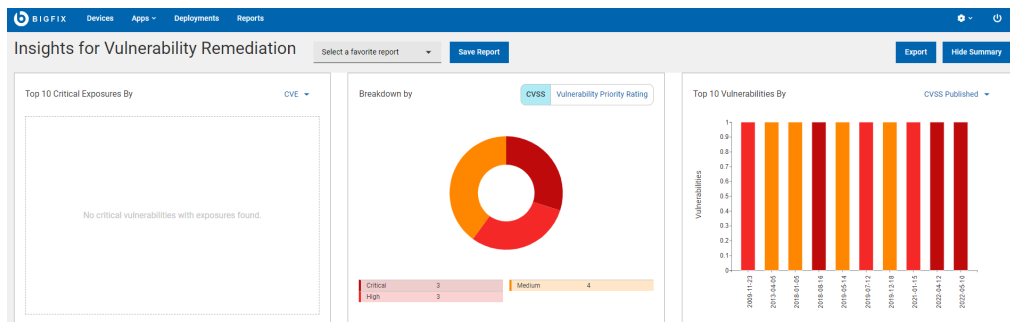 BIGFIX Devices Apps Deployments Reports
Insights for Vulnerability Remediation Select a favorite report Save Report Export Hide Summary
Top 10 Critical Exposures By CVE
No critical vulnerabilities with exposures found.
Breakdown by CVSS Vulnerability Priority Rating
Critical 3 Medium 4
High 3
Top 10 Vulnerabilities By CVSS Published
Vulnerabilities
1
0.9
0.8
0.7
0.6
0.5
0.4
0.3
0.2
0.1
0
2009-11-23
2013-04-05
2018-01-05
2018-08-16
2019-05-14
2019-07-12
2019-12-18
2021-01-15
2022-04-12
2022-05-10